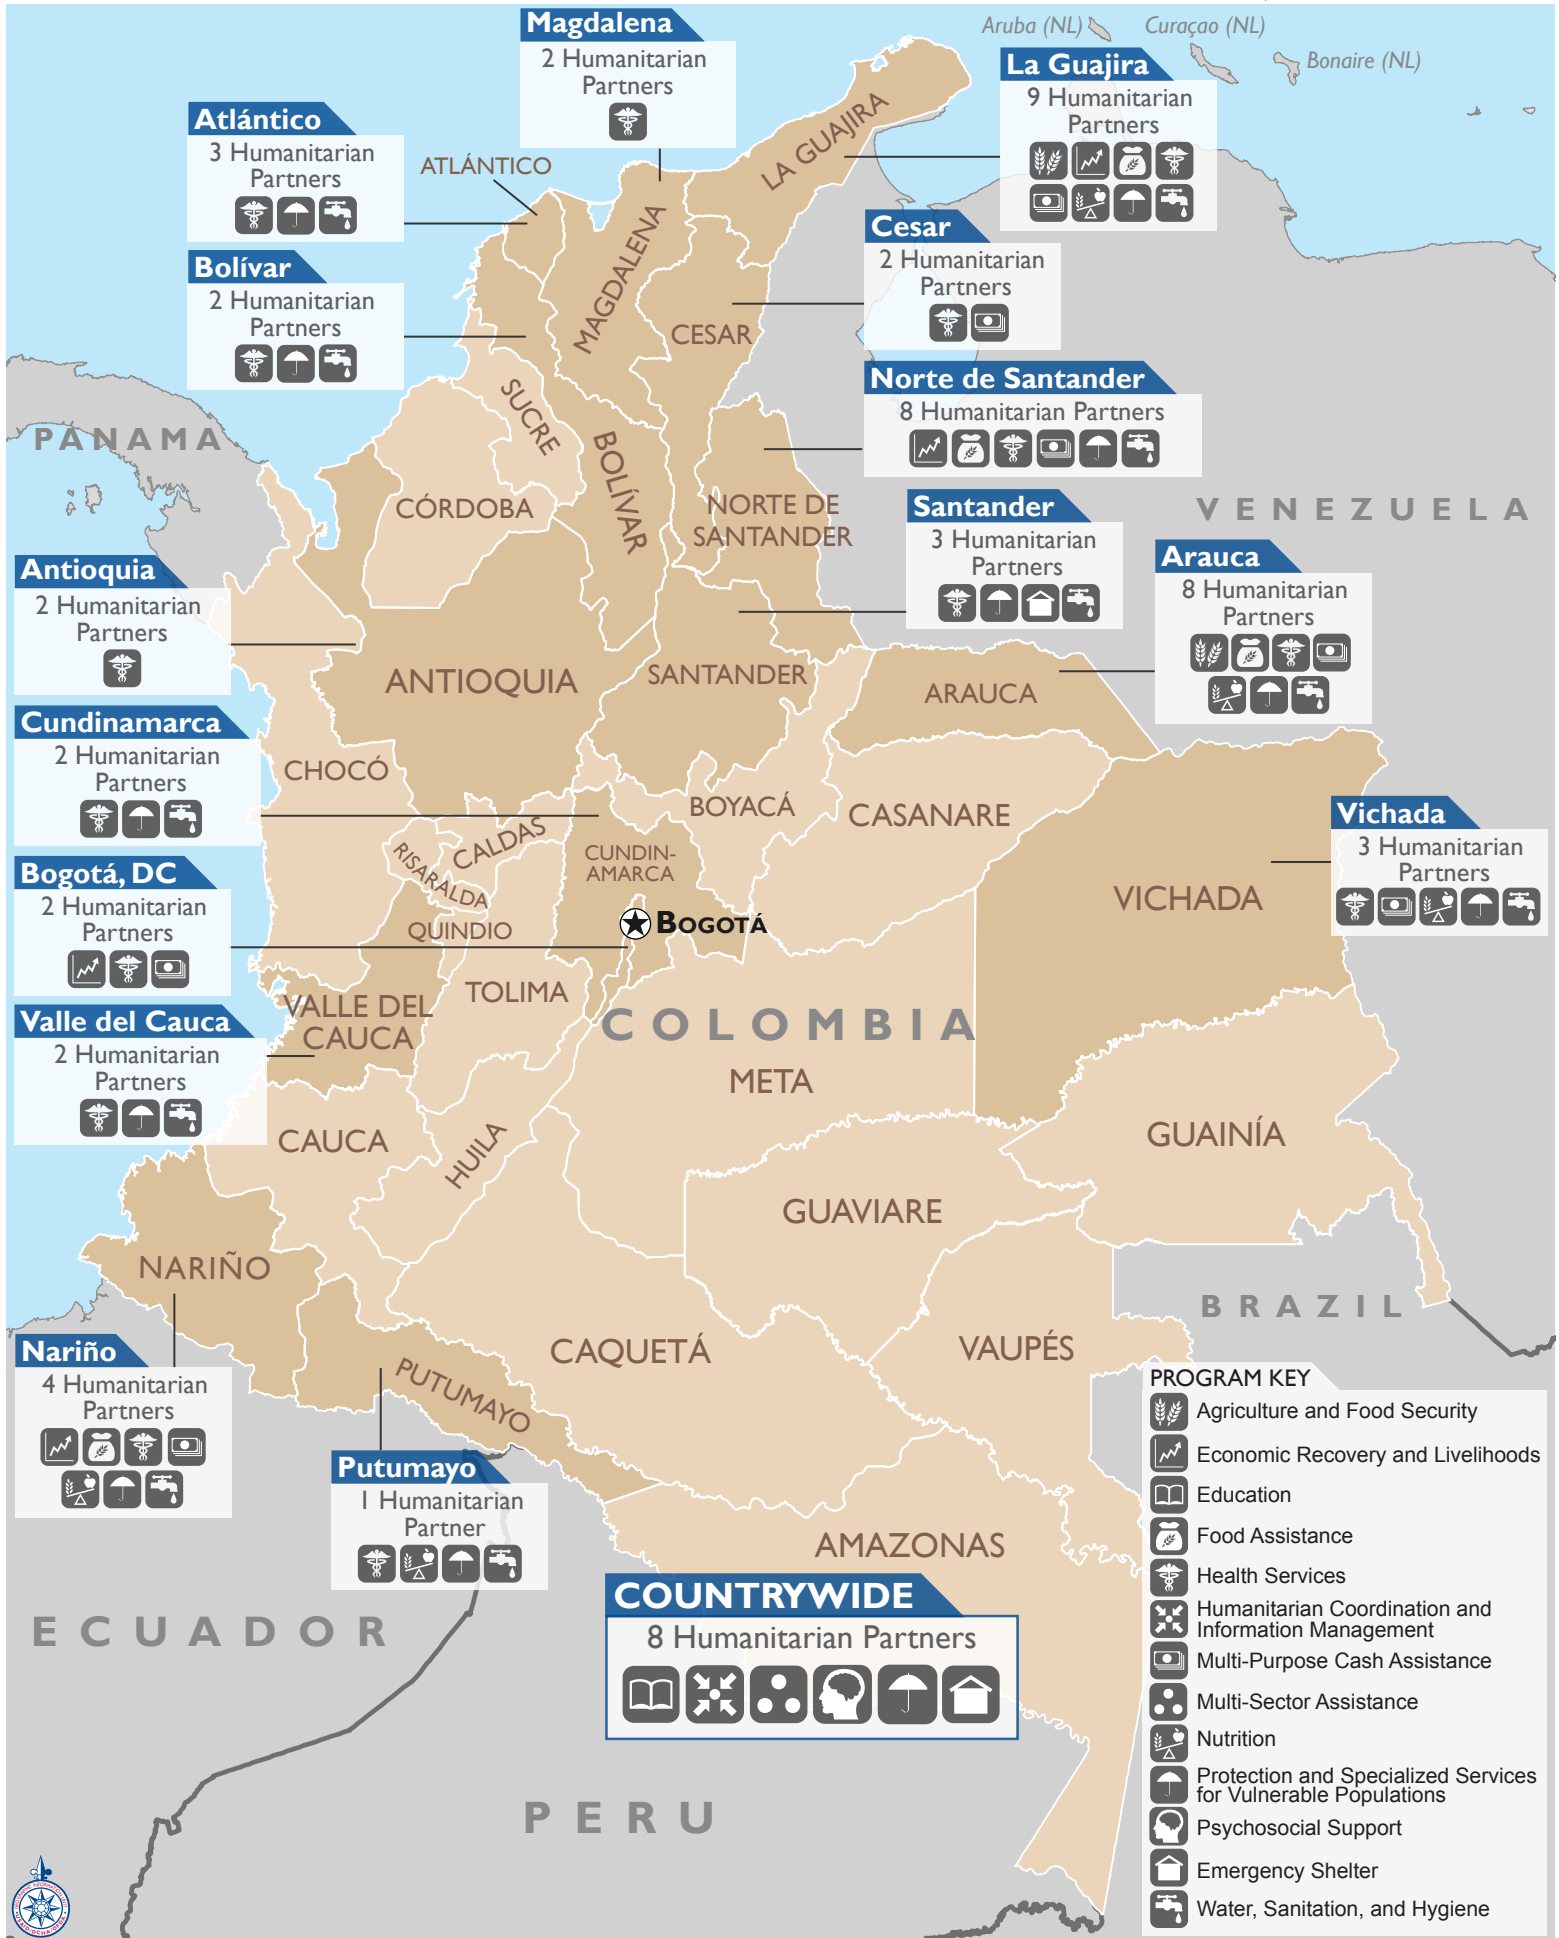 Aruba (NL)
Curaçao (NL)
Bonaire (NL)
Magdalena
2 Humanitarian
Partners
La Guajira
9 Humanitarian
Partners
Atlántico
3 Humanitarian
Partners
ATLÁNTICO
LA GUAJIRA
Bolívar
2 Humanitarian
Partners
MAGDALENA
Cesar
2 Humanitarian
Partners
CESAR
Norte de Santander
8 Humanitarian Partners
SUCRE
PANAMA
BOLÍVAR
CÓRDOBA
NORTE DE
SANTANDER
VENEZUELA
Santander
3 Humanitarian
Partners
Arauca
8 Humanitarian
Partners
Antioquia
2 Humanitarian
Partners
ANTIOQUIA
SANTANDER
ARAUCA
Cundinamarca
2 Humanitarian
Partners
CHOCÓ
BOYACÁ
CASANARE
Vichada
3 Humanitarian
Partners
CALDAS
RISARALDA
CUNDIN-
AMARCA
VICHADA
Bogotá, DC
2 Humanitarian
Partners
QUINDIO
BOGOTÁ
VALLE DEL
CAUCA
TOLIMA
COLOMBIA
Valle del Cauca
2 Humanitarian
Partners
META
CAUCA
HUILA
GUAINÍA
GUAVIARE
NARIÑO
BRAZIL
Nariño
4 Humanitarian
Partners
CAQUETÁ
VAUPÉS
PUTUMAYO
Putumayo
1 Humanitarian
Partner
AMAZONAS
ECUADOR
COUNTRYWIDE
8 Humanitarian Partners
PERU
PROGRAM KEY
Agriculture and Food Security
Economic Recovery and Livelihoods
Education
Food Assistance
Health Services
Humanitarian Coordination and
Information Management
Multi-Purpose Cash Assistance
Multi-Sector Assistance
Nutrition
Protection and Specialized Services
for Vulnerable Populations
Psychosocial Support
Emergency Shelter
Water, Sanitation, and Hygiene